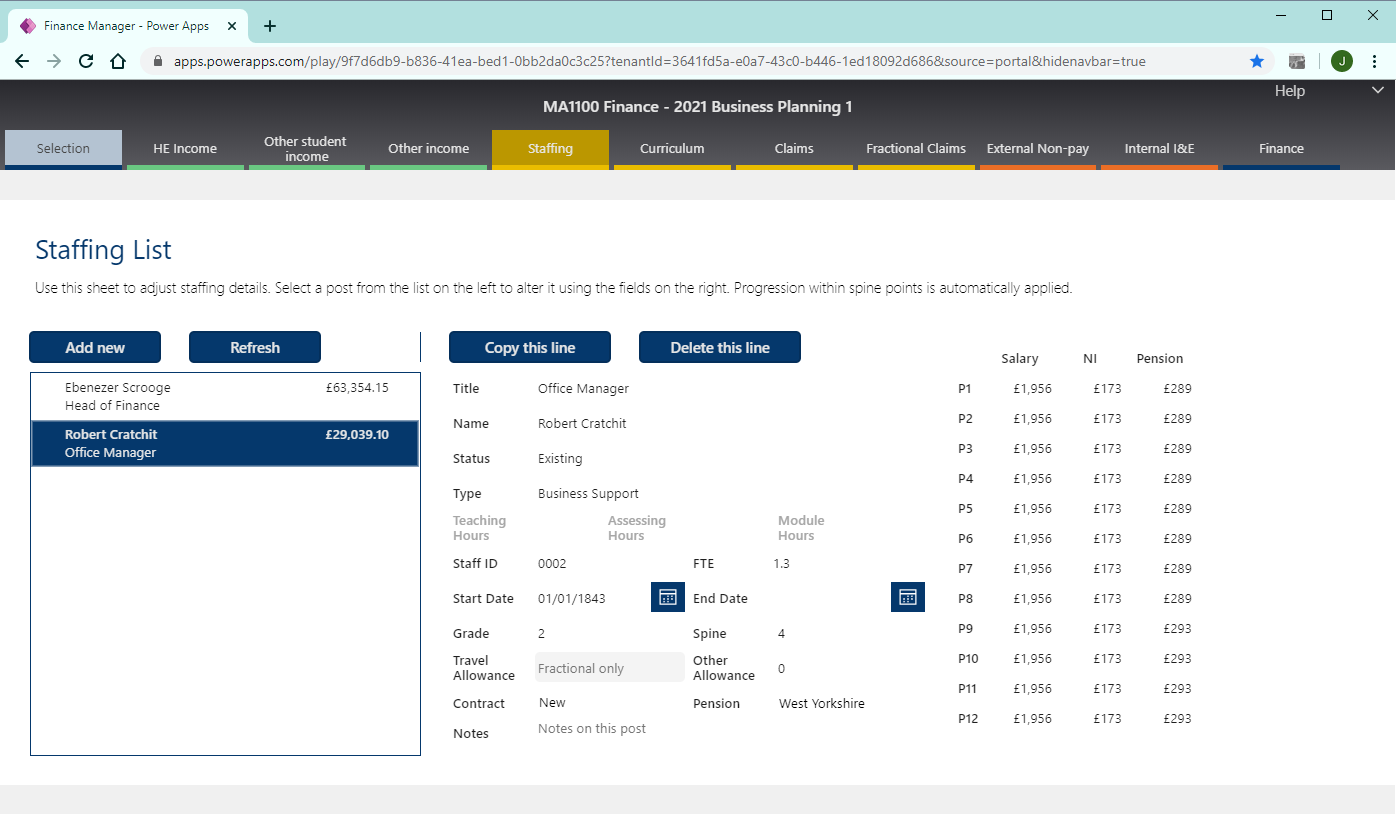 Finance Manager - Power Apps
apps.powerapps.com/play/9f7d6db9-b836-41ea-bed1-0bb2da0c3c25?tenantId=3641fd5a-e0a7-43c0-b446-1ed18092d686&source=portal&hidenavbar=true
J
Help
MA1100 Finance - 2021 Business Planning 1
Selection
HE Income
Other student
income
Other income
Staffing
Curriculum
Claims
Fractional Claims
External Non-pay
Internal I&E
Finance
Staffing List
Use this sheet to adjust staffing details. Select a post from the list on the left to alter it using the fields on the right. Progression within spine points is automatically applied.
Add new
Refresh
Ebenezer Scrooge £63,354.15
Head of Finance
Robert Cratchit £29,039.10
Office Manager
Copy this line
Delete this line
Title Office Manager
Name Robert Cratchit
Status Existing
Type Business Support
Teaching
Hours
Assessing
Hours
Module
Hours
Staff ID 0002 FTE 1.3
Start Date 01/01/1843 End Date
Grade 2 Spine 4
Travel
Allowance
Fractional only
Other
Allowance
0
Contract New Pension West Yorkshire
Notes
Notes on this post
Salary NI Pension
P1 £1,956 £173 £289
P2 £1,956 £173 £289
P3 £1,956 £173 £289
P4 £1,956 £173 £289
P5 £1,956 £173 £289
P6 £1,956 £173 £289
P7 £1,956 £173 £289
P8 £1,956 £173 £289
P9 £1,956 £173 £293
P10 £1,956 £173 £293
P11 £1,956 £173 £293
P12 £1,956 £173 £293